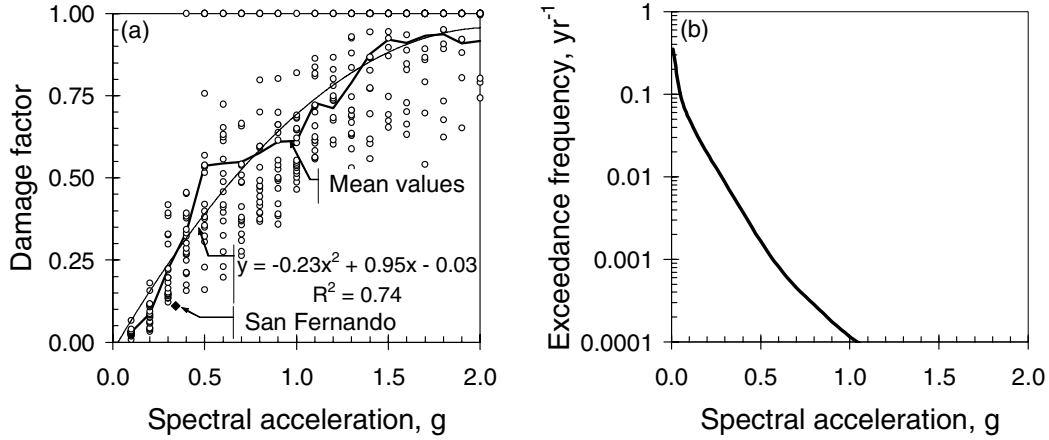 (a)
1.00
0.75
0.50
0.25
0.00
Damage factor
Mean values
y = -0.23x² + 0.95x - 0.03
R² = 0.74
San Fernando
0.0 0.5 1.0 1.5 2.0
Spectral acceleration, g
(b)
1
0.1
0.01
0.001
0.0001
Exceedance frequency, yr⁻¹
0.0 0.5 1.0 1.5 2.0
Spectral acceleration, g